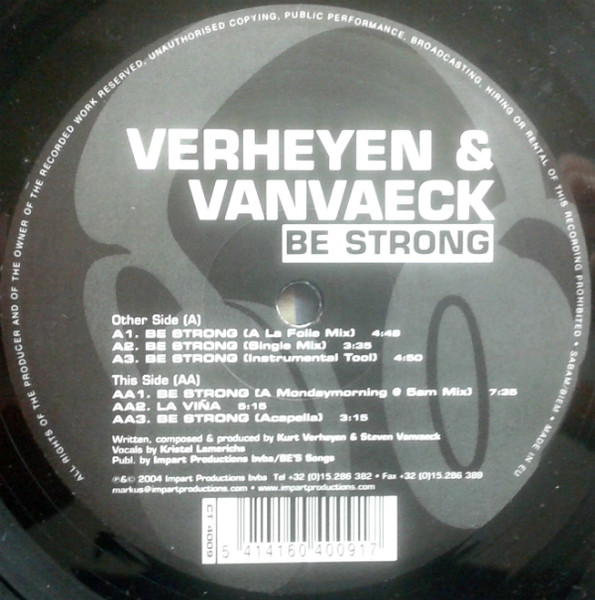 ALL RIGHTS OF THE PRODUCER AND OF THE OWNER OF THE RECORDED WORK RESERVED. UNAUTHORISED COPYING, PUBLIC PERFORMANCE, BROADCASTING, HIRING OR RENTAL OF THIS RECORDING PROHIBITED • SABAM/BIEM • MADE IN EU
VERHEYEN &
VANVAECK
BE STRONG
Other Side (A)
A1. BE STRONG (A La Folie Mix) 4:48
A2. BE STRONG (Single Mix) 3:35
A3. BE STRONG (Instrumental Tool) 4:50
This Side (AA)
AA1. BE STRONG (A Mondaymorning @ 5am Mix) 7:35
AA2. LA VIÑA 5:15
AA3. BE STRONG (Acapella) 3:15
Written, composed & produced by Kurt Verheyen & Steven Vanvaeck
Vocals by Kristel Lamerichs
Publ. by Impart Productions bvba/BE'S Songs
℗&© 2004 Impart Productions bvba Tel +32 (0)15.286 382 • Fax +32 (0)15.286 389
markus@impartproductions.com • www.impartproductions.com
CT 4009
5 414160 400917